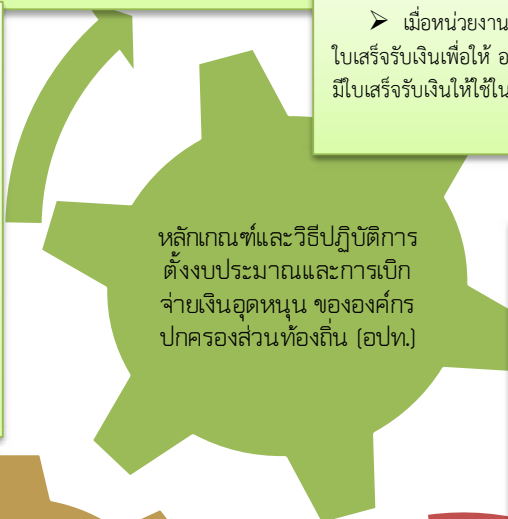 ➢ เมื่อหน่วยงาน
ใบเสร็จรับเงินเพื่อให้ อ
มีใบเสร็จรับเงินให้ใช้ใน
หลักเกณฑ์และวิธีปฏิบัติการ
ตั้งงบประมาณและการเบิก
จ่ายเงินอุดหนุน ขององค์กร
ปกครองส่วนท้องถิ่น (อปท.)